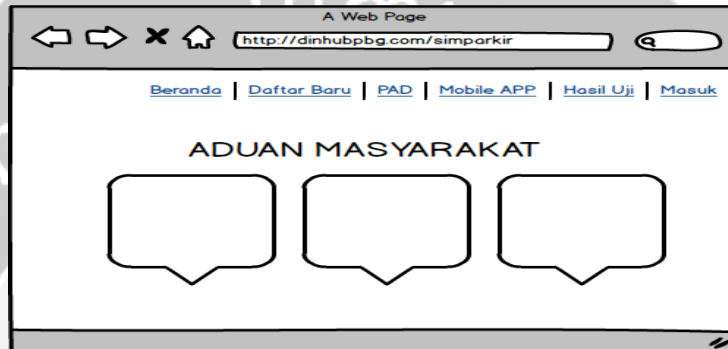 A Web Page
http://dinhubpbg.com/simparkir
Beranda | Daftar Baru | PAD | Mobile APP | Hasil Uji | Masuk
ADUAN MASYARAKAT